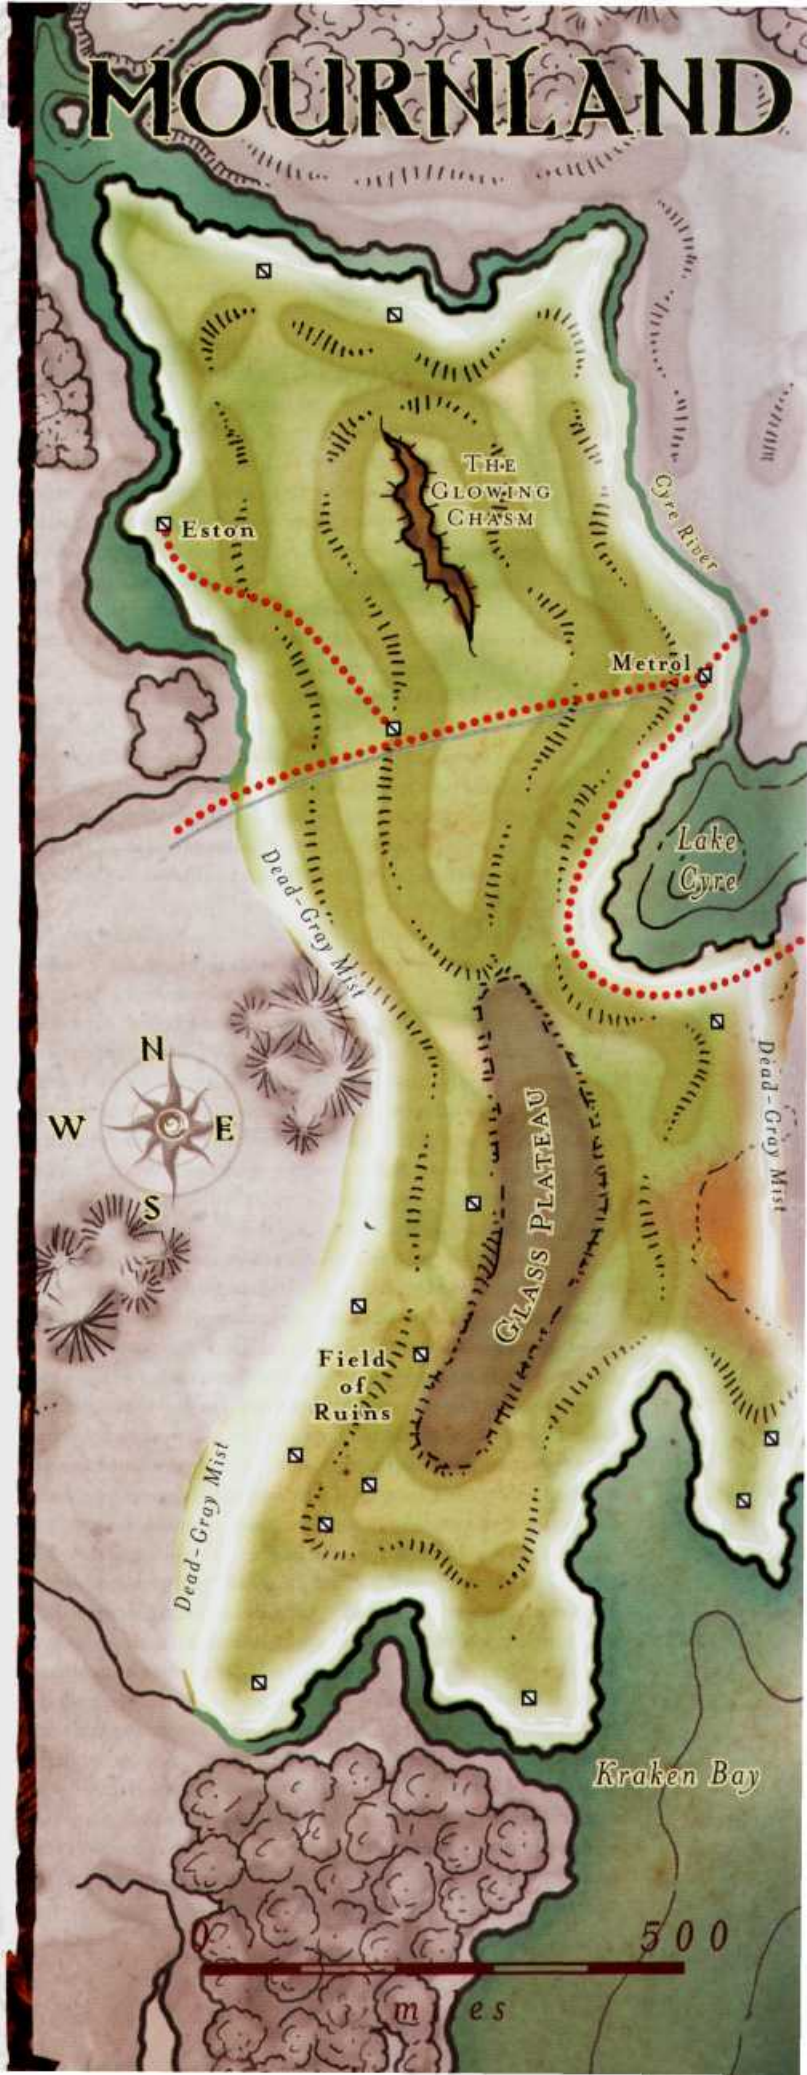 MOURNLAND
THE
GLOWING
CHASM
Cyre River
Eston
Metrol
Lake
Cyre
Dead-Gray Mist
N
W E
S
Dead-Gray Mist
GLASS PLATEAU
Field
of
Ruins
Dead-Gray Mist
Kraken Bay
0 500